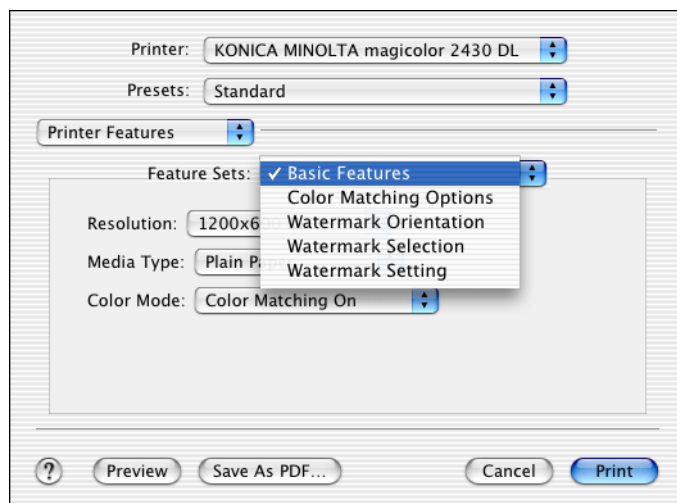 Printer: KONICA MINOLTA magicolor 2430 DL
Presets: Standard
Printer Features
Feature Sets: ✓ Basic Features
Color Matching Options
Watermark Orientation
Watermark Selection
Watermark Setting
Resolution:
Media Type: Plain
Color Mode: Color Matching On
? Preview Save As PDF... Cancel Print